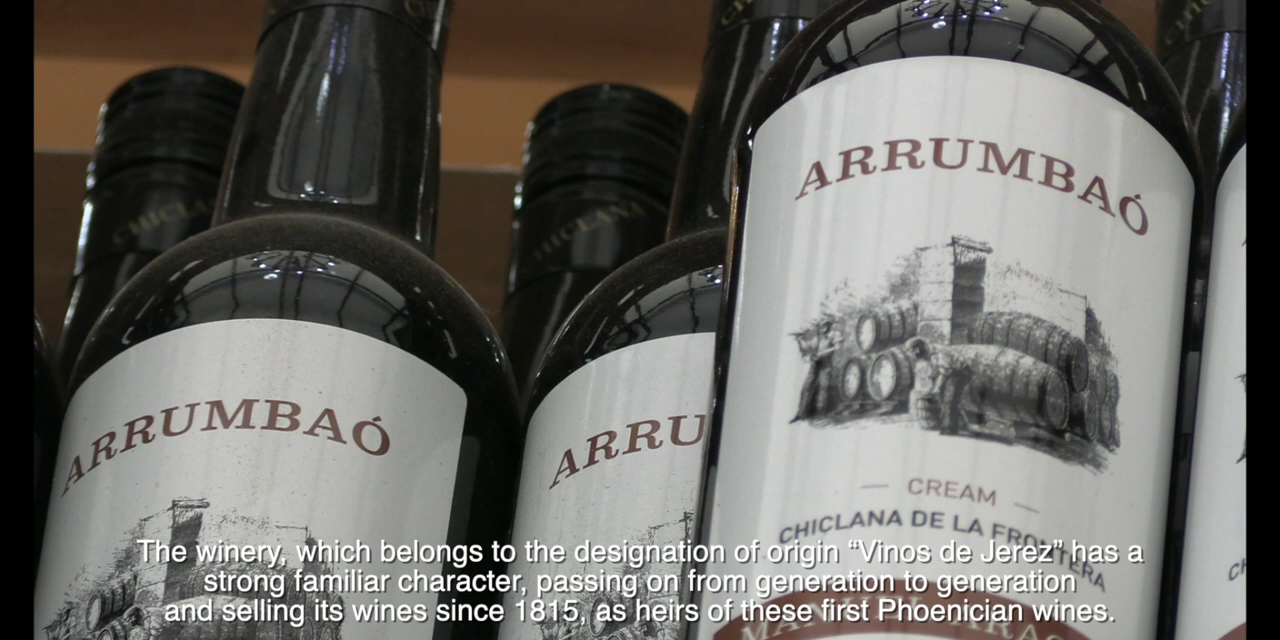 CHICLANA
CHICLANA
ARRUMBAÓ
ARRUMBAÓ
ARRU
CREAM
CHICLANA DE LA FRONTERA
The winery, which belongs to the designation of origin “Vinos de Jerez” has a
strong familiar character, passing on from generation to generation
and selling its wines since 1815, as heirs of these first Phoenician wines.